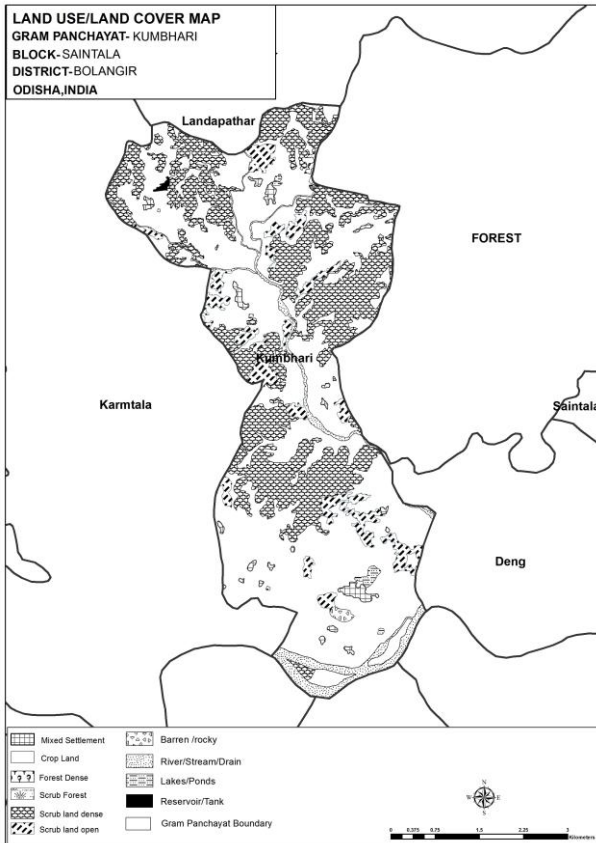 LAND USE/LAND COVER MAP
GRAM PANCHAYAT- KUMBHARI
BLOCK- SAINTALA
DISTRICT-BOLANGIR
ODISHA,INDIA
Landapathar
FOREST
Kumbhari
Karmtala
Saintala
Deng
Mixed Settlement
Crop Land
Forest Dense
Scrub Forest
Scrub land dense
Scrub land open
Barren /rocky
River/Stream/Drain
Lakes/Ponds
Reservoir/Tank
Gram Panchayat Boundary
N
W E
S
0 0.375 0.75 1.5 2.25 3
Kilometers